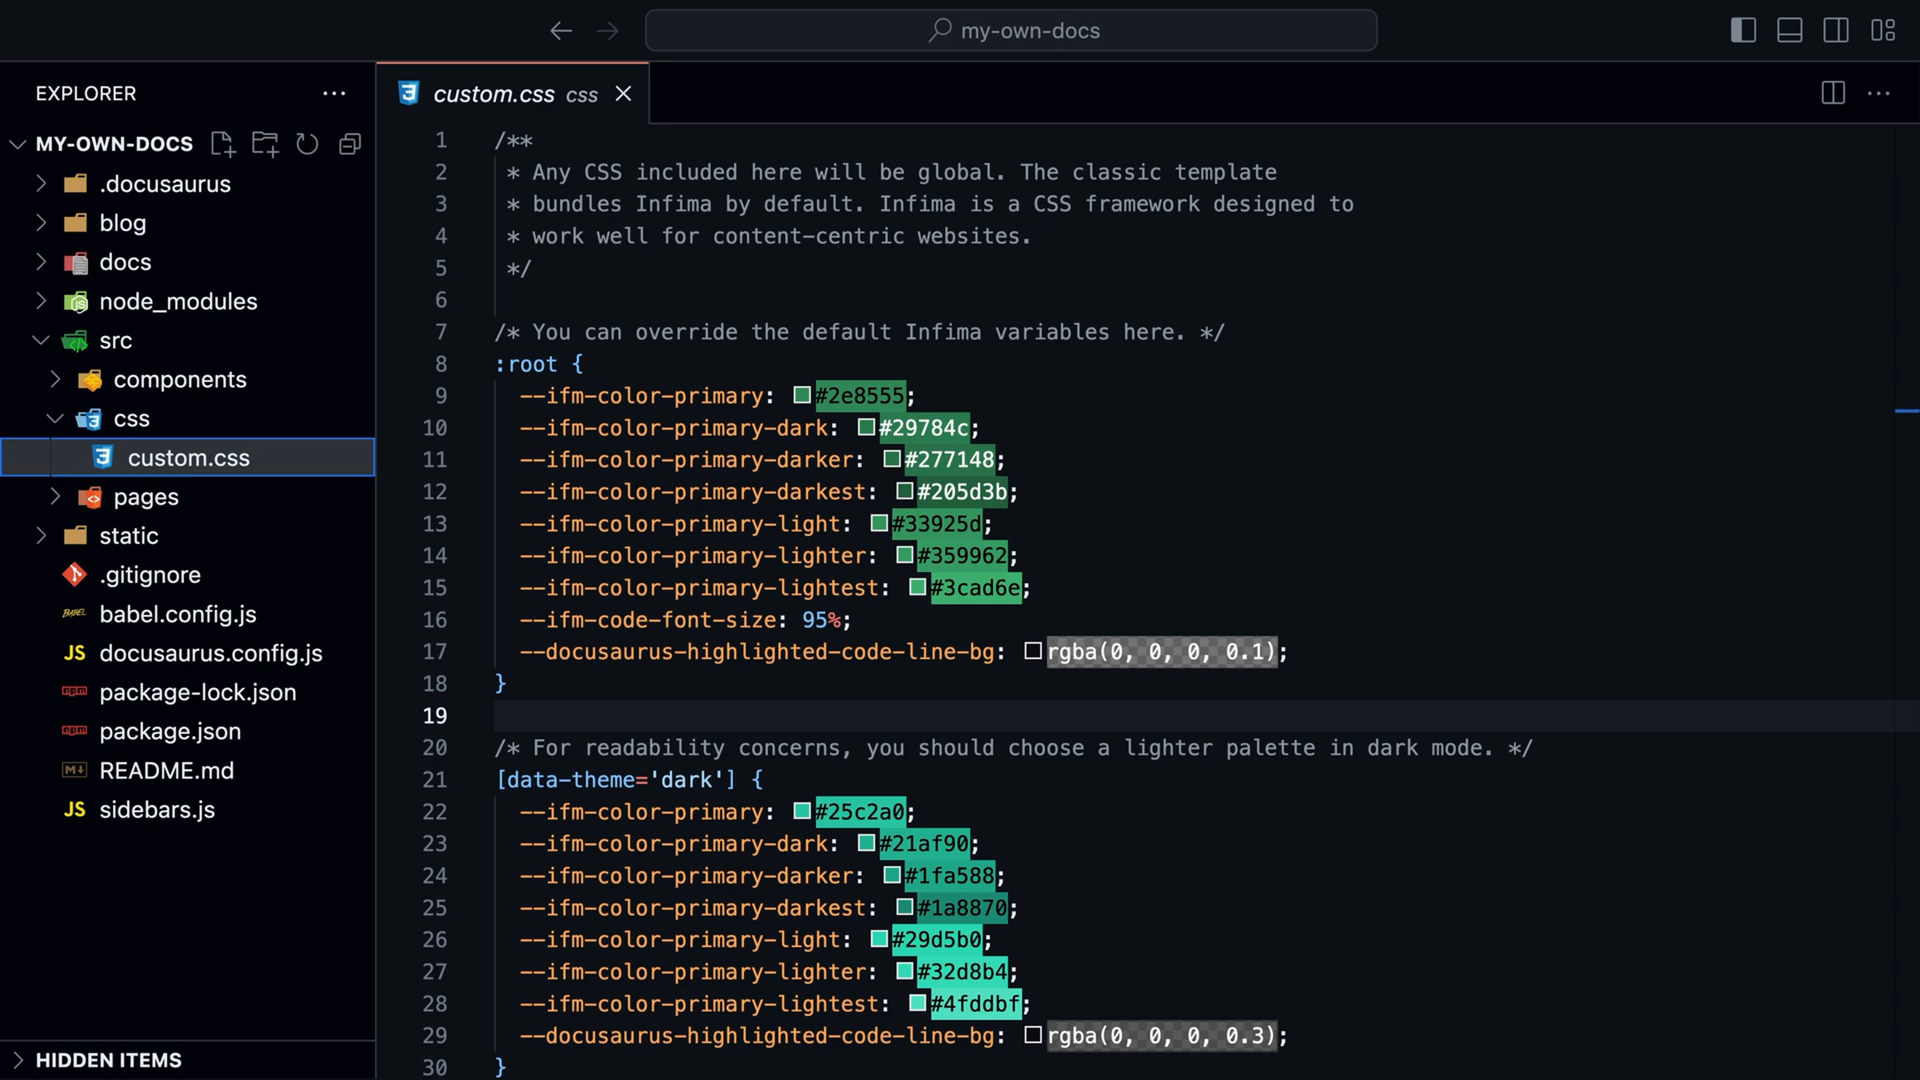 my-own-docs
EXPLORER
MY-OWN-DOCS
.docusaurus
blog
docs
node_modules
src
components
css
custom.css
pages
static
.gitignore
BABEL babel.config.js
JS docusaurus.config.js
npm package-lock.json
npm package.json
M↓ README.md
JS sidebars.js
HIDDEN ITEMS
custom.css css
1 /**
2 * Any CSS included here will be global. The classic template
3 * bundles Infima by default. Infima is a CSS framework designed to
4 * work well for content-centric websites.
5 */
6
7 /* You can override the default Infima variables here. */
8 :root {
9 --ifm-color-primary: #2e8555;
10 --ifm-color-primary-dark: #29784c;
11 --ifm-color-primary-darker: #277148;
12 --ifm-color-primary-darkest: #205d3b;
13 --ifm-color-primary-light: #33925d;
14 --ifm-color-primary-lighter: #359962;
15 --ifm-color-primary-lightest: #3cad6e;
16 --ifm-code-font-size: 95%;
17 --docusaurus-highlighted-code-line-bg: rgba(0, 0, 0, 0.1);
18 }
19
20 /* For readability concerns, you should choose a lighter palette in dark mode. */
21 [data-theme='dark'] {
22 --ifm-color-primary: #25c2a0;
23 --ifm-color-primary-dark: #21af90;
24 --ifm-color-primary-darker: #1fa588;
25 --ifm-color-primary-darkest: #1a8870;
26 --ifm-color-primary-light: #29d5b0;
27 --ifm-color-primary-lighter: #32d8b4;
28 --ifm-color-primary-lightest: #4fddbf;
29 --docusaurus-highlighted-code-line-bg: rgba(0, 0, 0, 0.3);
30 }